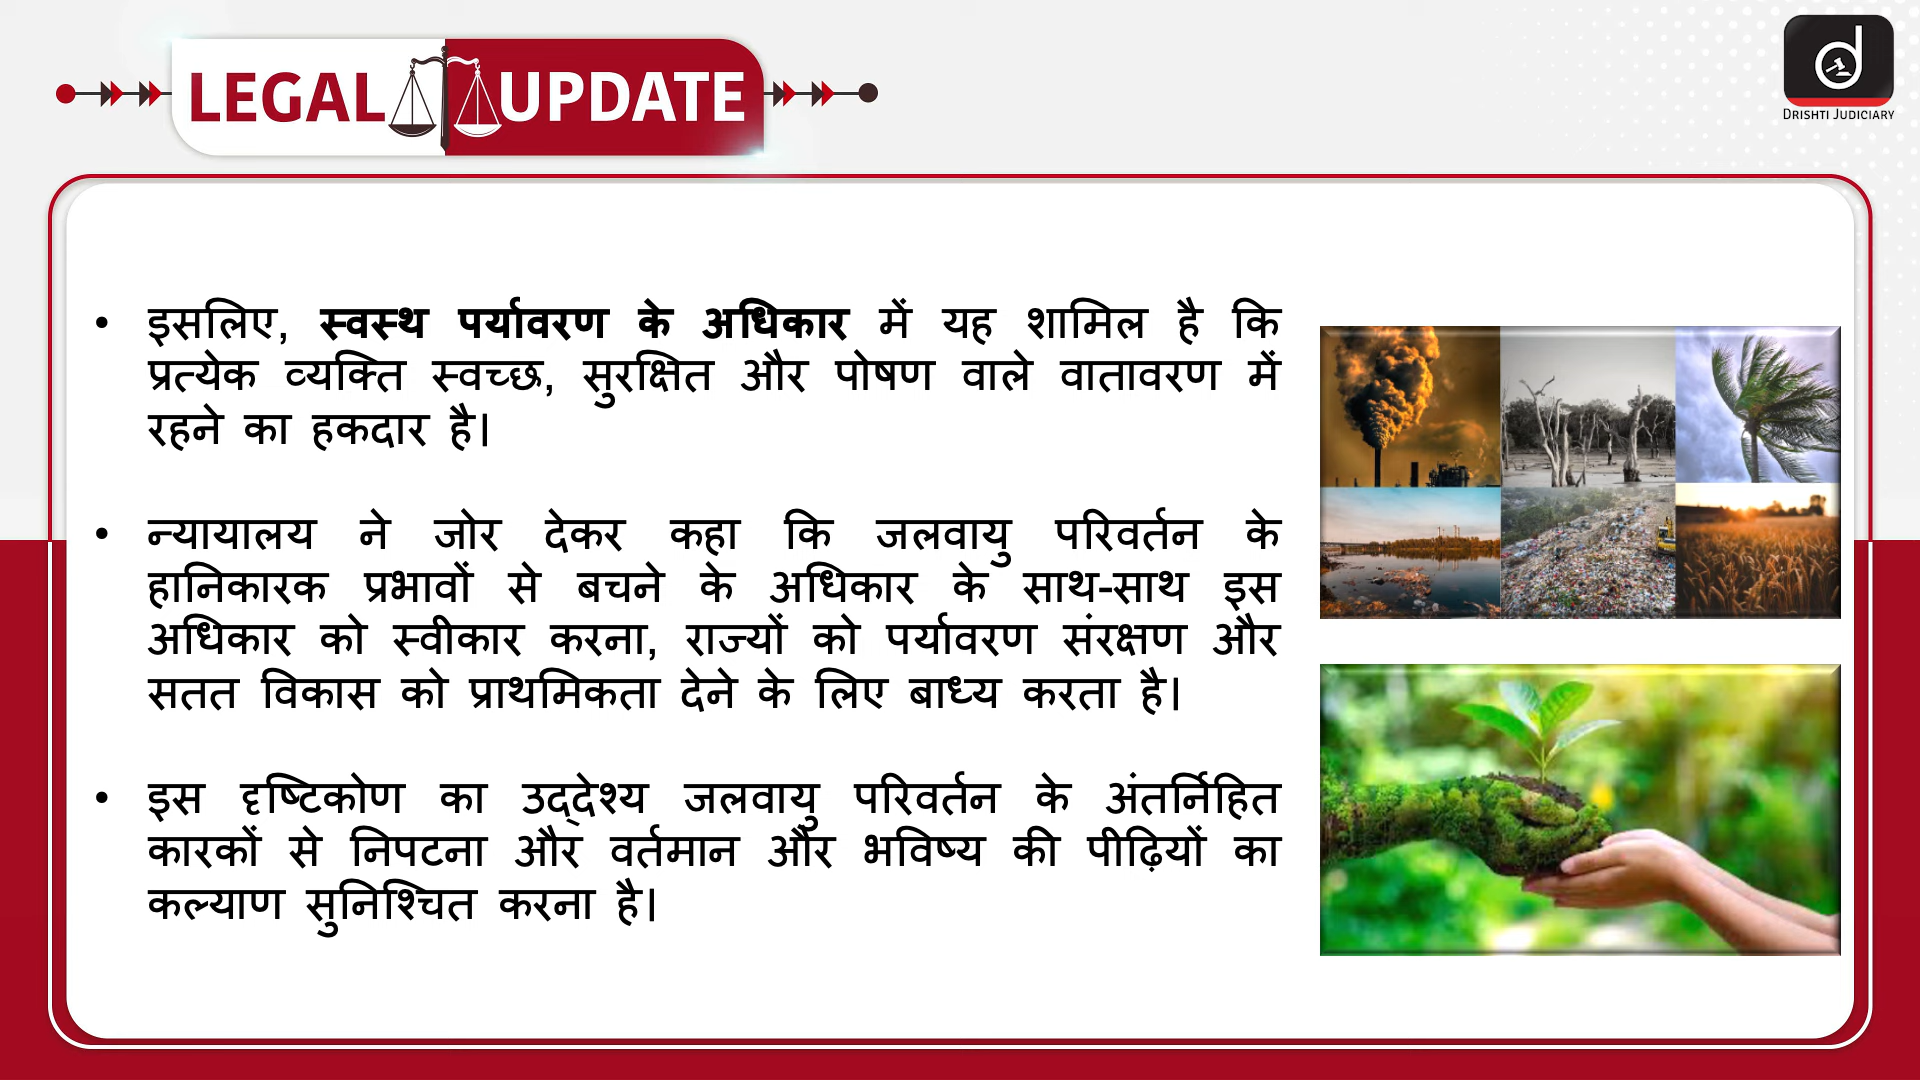 LEGAL UPDATE
DRISHTI JUDICIARY
• इसलिए, स्वस्थ पर्यावरण के अधिकार में यह शामिल है कि
प्रत्येक व्यक्ति स्वच्छ, सुरक्षित और पोषण वाले वातावरण में
रहने का हकदार है।
• न्यायालय ने जोर देकर कहा कि जलवायु परिवर्तन के
हानिकारक प्रभावों से बचने के अधिकार के साथ-साथ इस
अधिकार को स्वीकार करना, राज्यों को पर्यावरण संरक्षण और
सतत विकास को प्राथमिकता देने के लिए बाध्य करता है।
• इस दृष्टिकोण का उद्देश्य जलवायु परिवर्तन के अंतर्निहित
कारकों से निपटना और वर्तमान और भविष्य की पीढ़ियों का
कल्याण सुनिश्चित करना है।